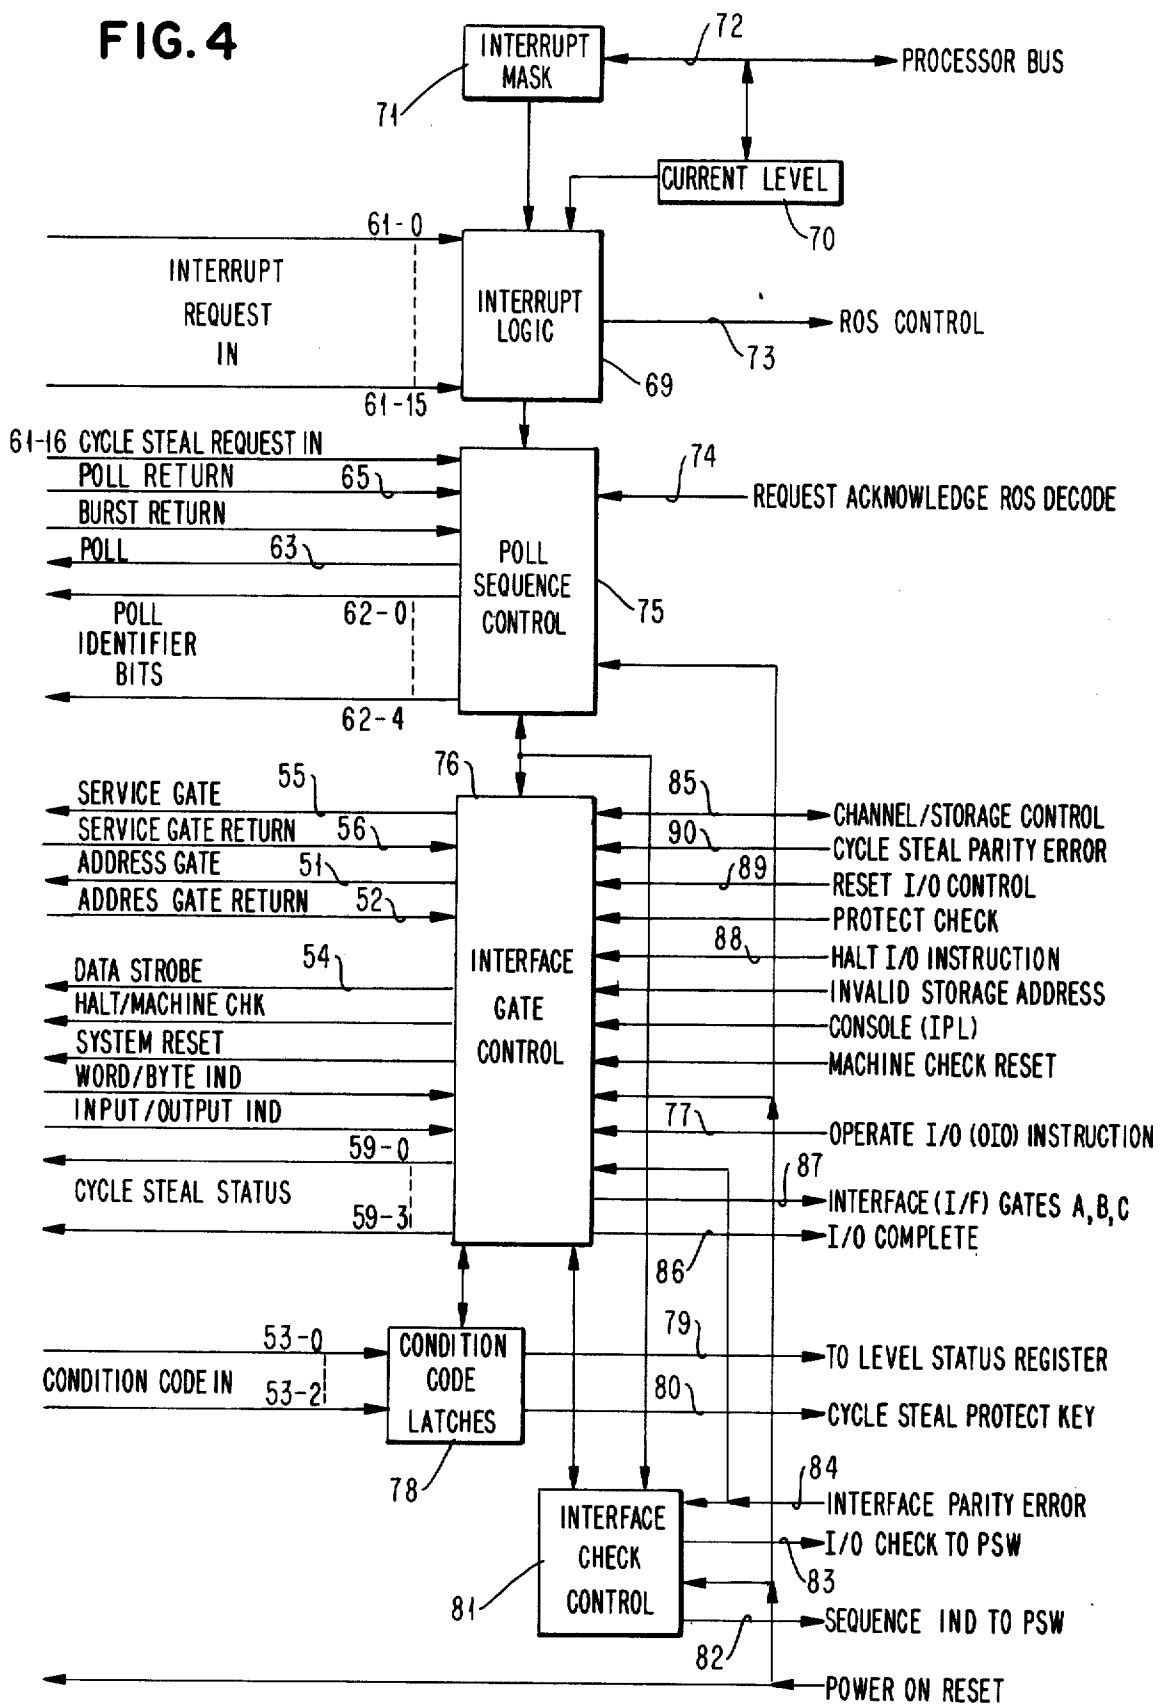 FIG. 4
INTERRUPT
MASK
71
72
PROCESSOR BUS
CURRENT LEVEL
70
61-0
INTERRUPT
REQUEST
IN
61-15
INTERRUPT
LOGIC
69
73
ROS CONTROL
61-16 CYCLE STEAL REQUEST IN
POLL RETURN
65
BURST RETURN
POLL
63
62-0
POLL
IDENTIFIER
BITS
62-4
POLL
SEQUENCE
CONTROL
75
74
REQUEST ACKNOWLEDGE ROS DECODE
76
SERVICE GATE
55
SERVICE GATE RETURN
56
ADDRESS GATE
51
ADDRES GATE RETURN
52
DATA STROBE
54
HALT/MACHINE CHK
SYSTEM RESET
WORD/BYTE IND
INPUT/OUTPUT IND
59-0
CYCLE STEAL STATUS
59-3
INTERFACE
GATE
CONTROL
85
CHANNEL/STORAGE CONTROL
90
CYCLE STEAL PARITY ERROR
89
RESET I/O CONTROL
PROTECT CHECK
88
HALT I/O INSTRUCTION
INVALID STORAGE ADDRESS
CONSOLE (IPL)
MACHINE CHECK RESET
77
OPERATE I/O (OIO) INSTRUCTION
87
INTERFACE (I/F) GATES A,B,C
86
I/O COMPLETE
53-0
CONDITION CODE IN
53-2
CONDITION
CODE
LATCHES
78
79
TO LEVEL STATUS REGISTER
80
CYCLE STEAL PROTECT KEY
INTERFACE
CHECK
CONTROL
81
84
INTERFACE PARITY ERROR
I/O CHECK TO PSW
83
SEQUENCE IND TO PSW
82
POWER ON RESET